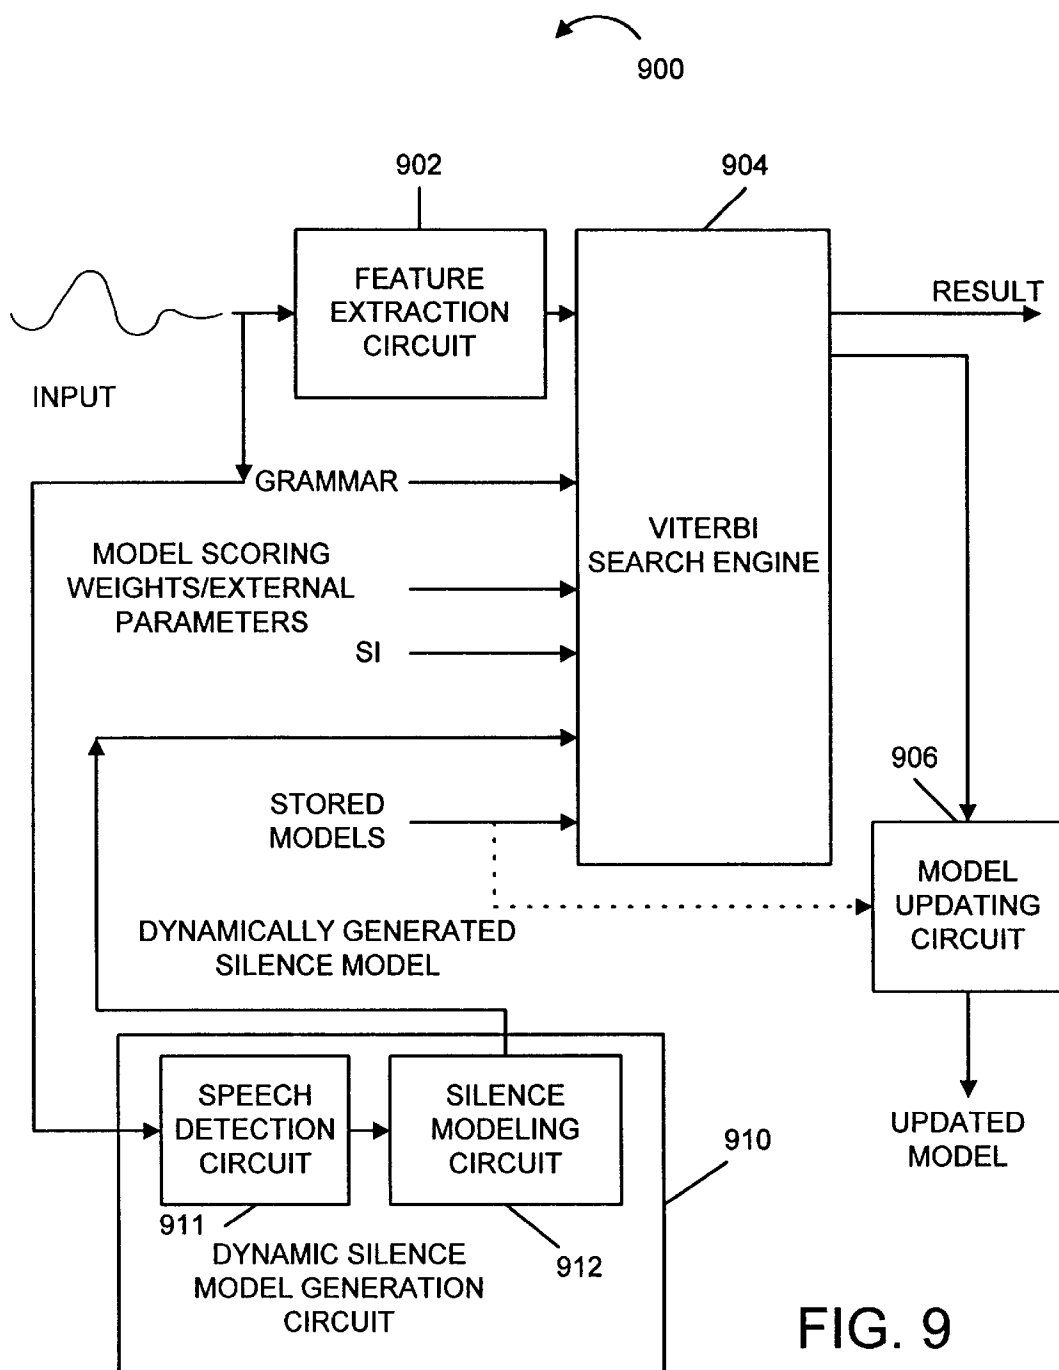 900
902
904
FEATURE
EXTRACTION
CIRCUIT
RESULT
INPUT
GRAMMAR
VITERBI
SEARCH ENGINE
MODEL SCORING
WEIGHTS/EXTERNAL
PARAMETERS
SI
906
STORED
MODELS
MODEL
UPDATING
CIRCUIT
DYNAMICALLY GENERATED
SILENCE MODEL
SPEECH
DETECTION
CIRCUIT
SILENCE
MODELING
CIRCUIT
UPDATED
MODEL
910
911
912
DYNAMIC SILENCE
MODEL GENERATION
CIRCUIT
FIG. 9